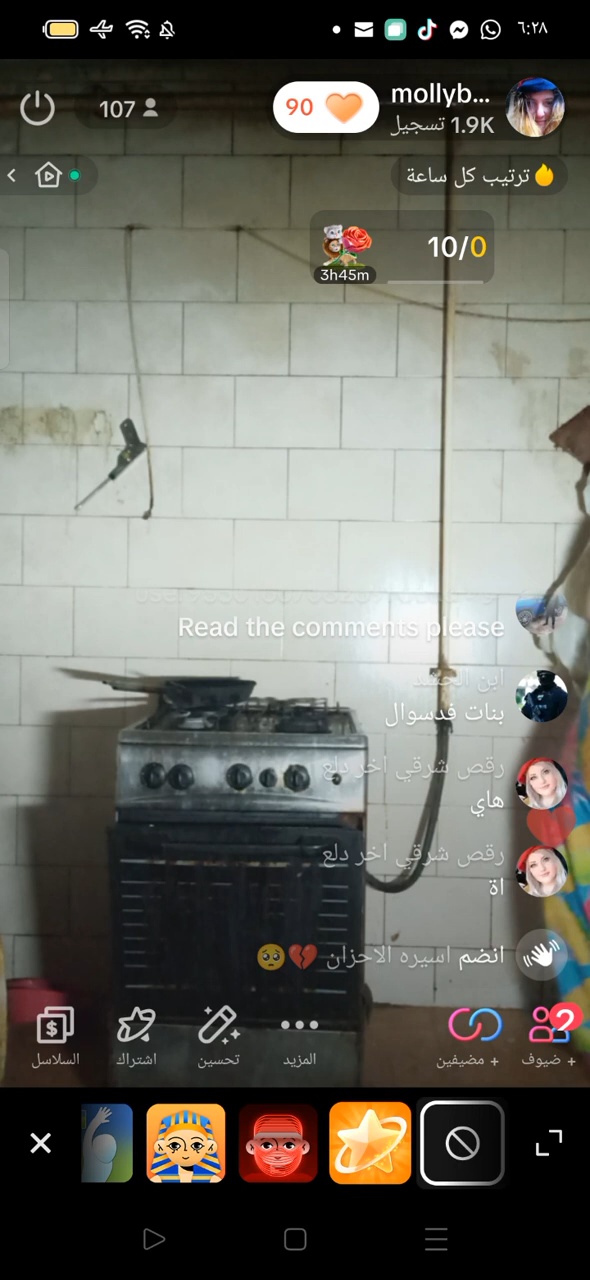 ٦:٢٨
mollyb...
1.9K تسجيل
90
107
ترتيب كل ساعة
10/0
3h45m
Read the comments please
ابن الحشد
بنات فدسوال
رقص شرقي اخر دلع
هاي
رقص شرقي اخر دلع
اة
انضم اسيره الاحزان
2
+ ضيوف
+ مضيفين
المزيد
تحسين
اشتراك
السلاسل